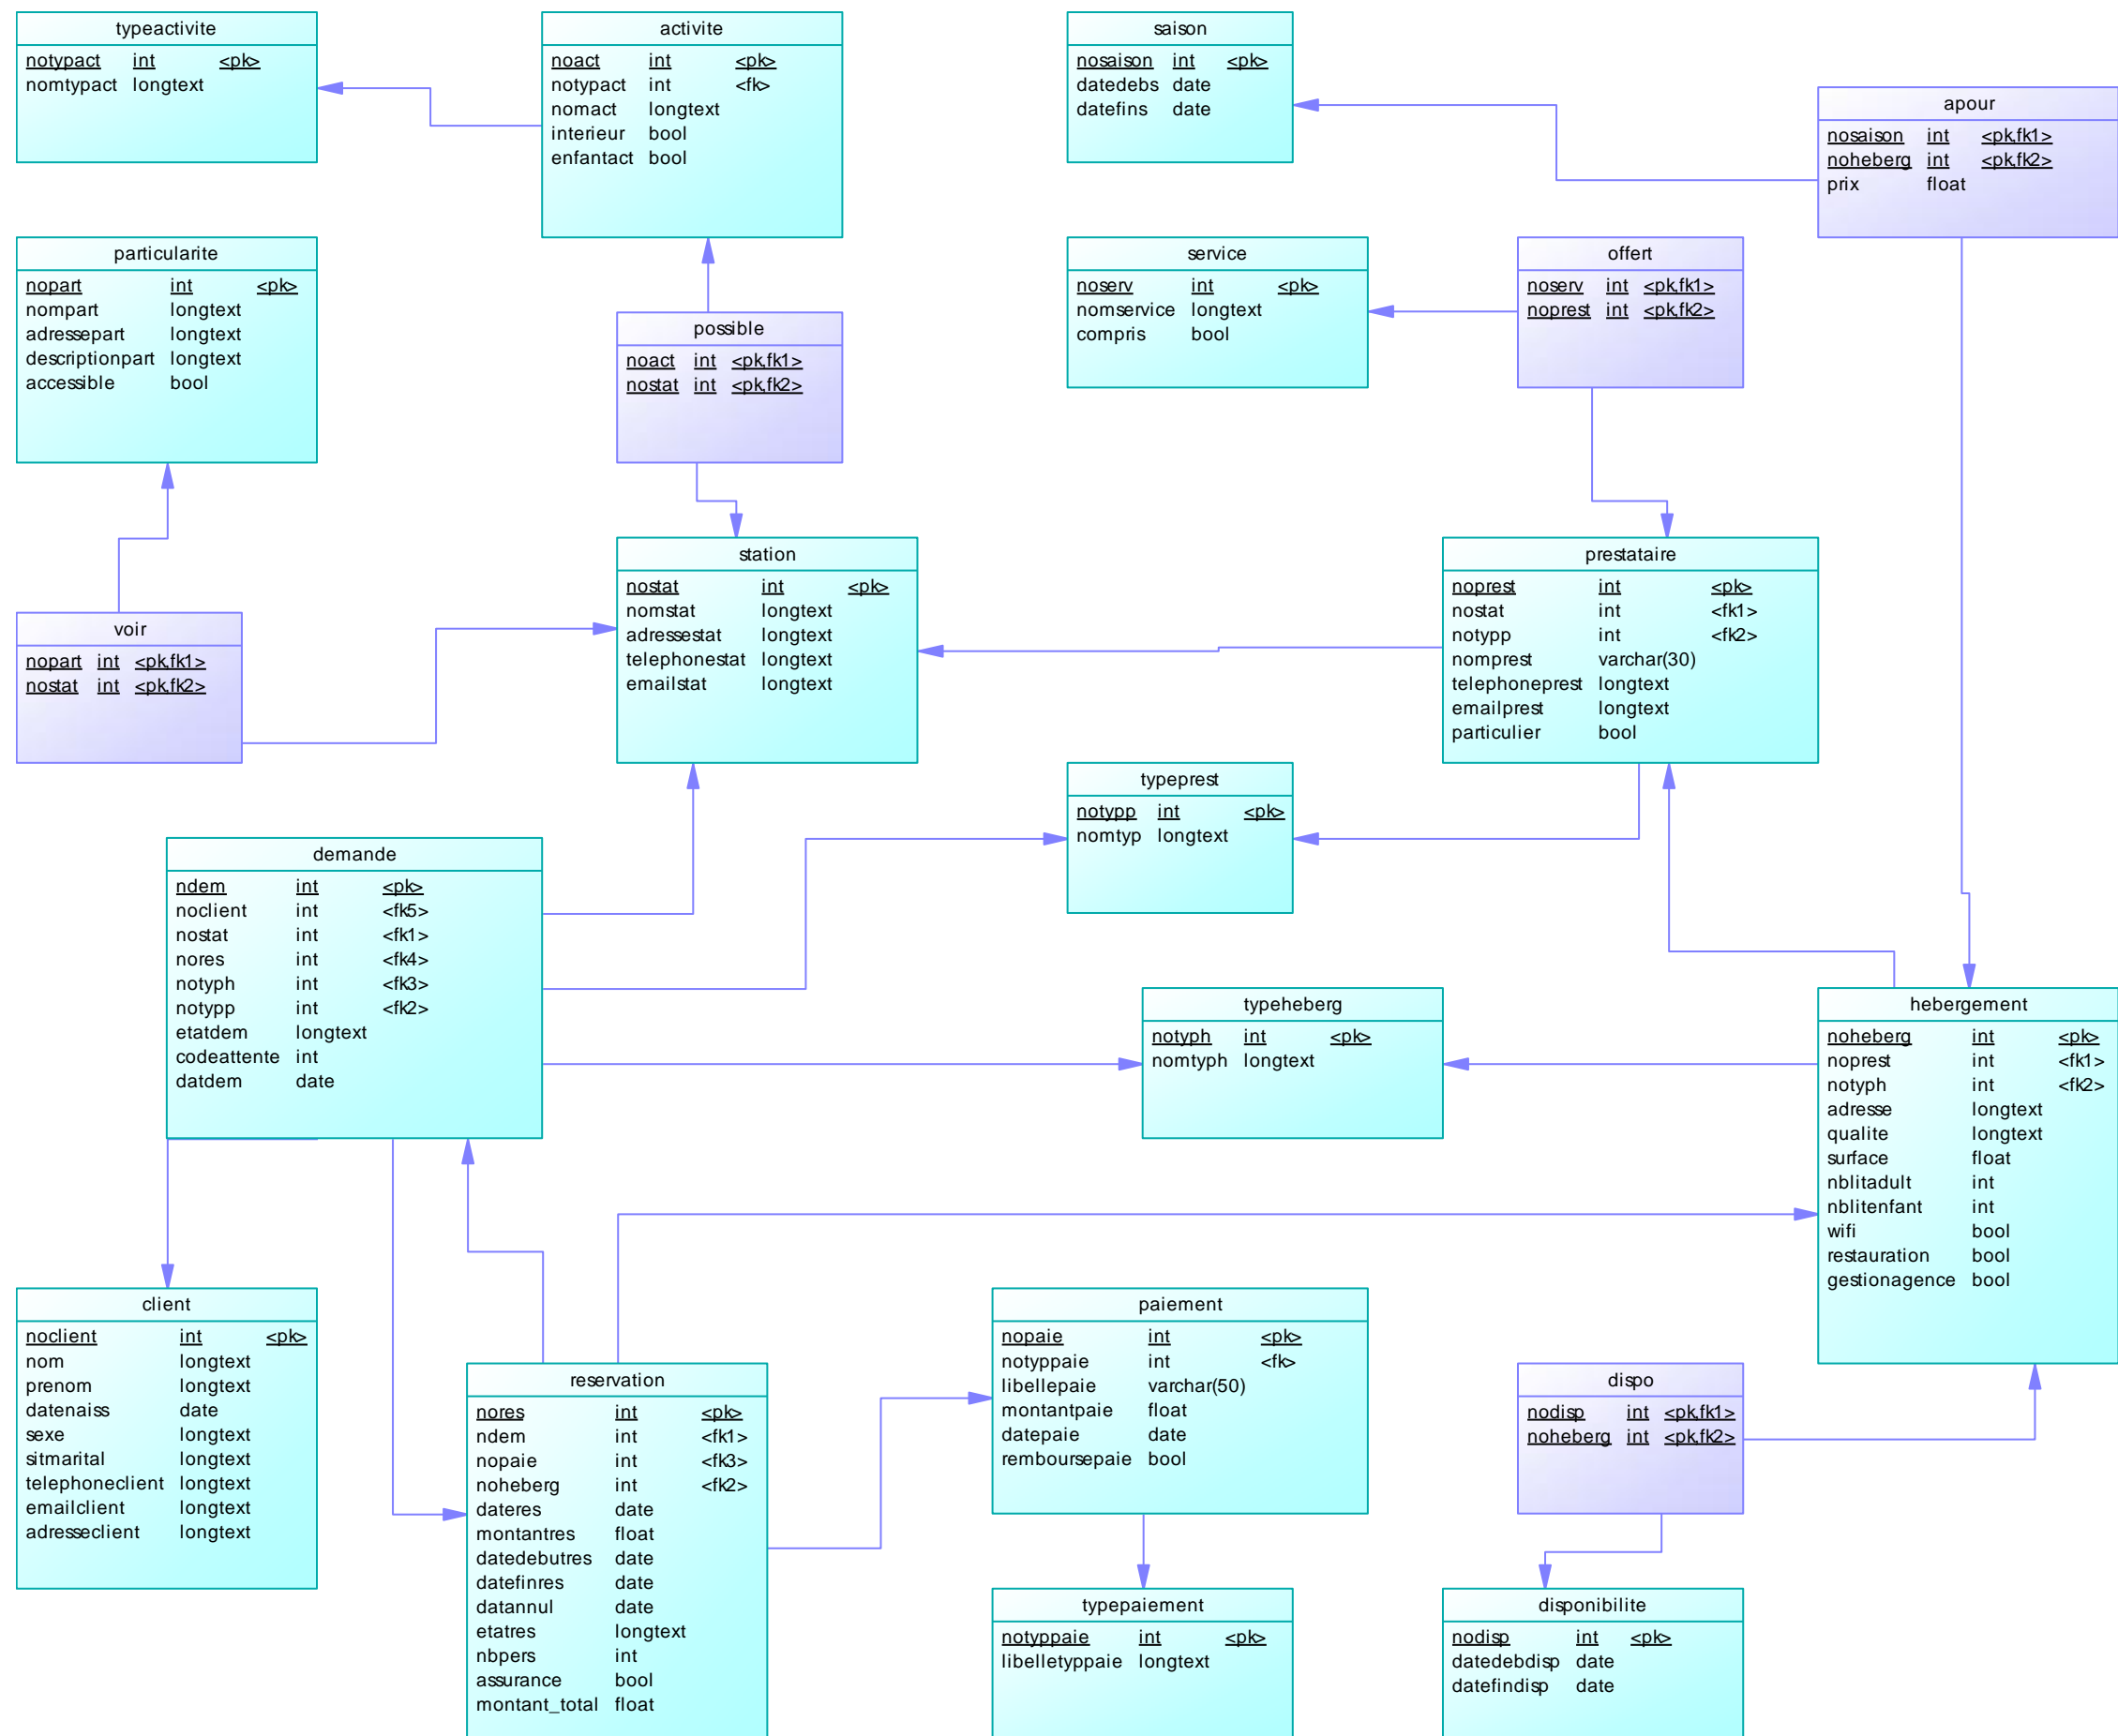 typeactivite
notypact int <pk>
nomtypact longtext
activite
noact int <pk>
notypact int <fk>
nomact longtext
interieur bool
enfantact bool
saison
nosaison int <pk>
datedebs date
datefins date
apour
nosaison int <pk,fk1>
noheberg int <pk,fk2>
prix float
particularite
nopart int <pk>
nompart longtext
adressepart longtext
descriptionpart longtext
accessible bool
possible
noact int <pk,fk1>
nostat int <pk,fk2>
service
noserv int <pk>
nomservice longtext
compris bool
offert
noserv int <pk,fk1>
noprest int <pk,fk2>
voir
nopart int <pk,fk1>
nostat int <pk,fk2>
station
nostat int <pk>
nomstat longtext
adressestat longtext
telephonestat longtext
emailstat longtext
prestataire
noprest int <pk>
nostat int <fk1>
notypp int <fk2>
nomprest varchar(30)
telephoneprest longtext
emailprest longtext
particulier bool
typeprest
notypp int <pk>
nomtyp longtext
demande
ndem int <pk>
noclient int <fk5>
nostat int <fk1>
nores int <fk4>
notyph int <fk3>
notypp int <fk2>
etatdem longtext
codeattente int
datdem date
typeheberg
notyph int <pk>
nomtyph longtext
hebergement
noheberg int <pk>
noprest int <fk1>
notyph int <fk2>
adresse longtext
qualite longtext
surface float
nblitadult int
nblitenfant int
wifi bool
restauration bool
gestionagence bool
client
noclient int <pk>
nom longtext
prenom longtext
datenaiss date
sexe longtext
sitmarital longtext
telephoneclient longtext
emailclient longtext
adresseclient longtext
reservation
nores int <pk>
ndem int <fk1>
nopaie int <fk3>
noheberg int <fk2>
dateres date
montantres float
datedebutres date
datefinres date
datannul date
etatres longtext
nbpers int
assurance bool
montant_total float
paiement
nopaie int <pk>
notyppaie int <fk>
libellepaie varchar(50)
montantpaie float
datepaie date
remboursepaie bool
dispo
nodisp int <pk,fk1>
noheberg int <pk,fk2>
typepaiement
notyppaie int <pk>
libelletyppaie longtext
disponibilite
nodisp int <pk>
datedebdisp date
datefindisp date